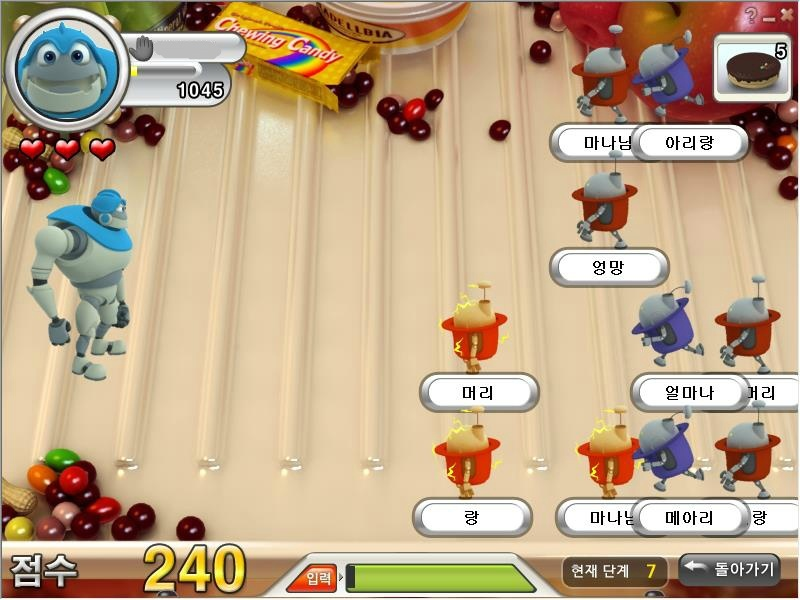 Chewing Candy
ADELLBIA
?
5
1045
마나님
아리랑
엉망
머리
얼마나
머리
랑
마나님
메아리
랑
점수
240
입력
현재 단계 7
돌아가기